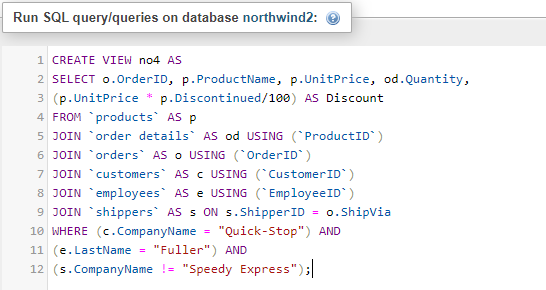 Run SQL query/queries on database northwind2:
1 CREATE VIEW no4 AS
2 SELECT o.OrderID, p.ProductName, p.UnitPrice, od.Quantity,
3 (p.UnitPrice * p.Discontinued/100) AS Discount
4 FROM `products` AS p
5 JOIN `order details` AS od USING (`ProductID`)
6 JOIN `orders` AS o USING (`OrderID`)
7 JOIN `customers` AS c USING (`CustomerID`)
8 JOIN `employees` AS e USING (`EmployeeID`)
9 JOIN `shippers` AS s ON s.ShipperID = o.ShipVia
10 WHERE (c.CompanyName = "Quick-Stop") AND
11 (e.LastName = "Fuller") AND
12 (s.CompanyName != "Speedy Express");